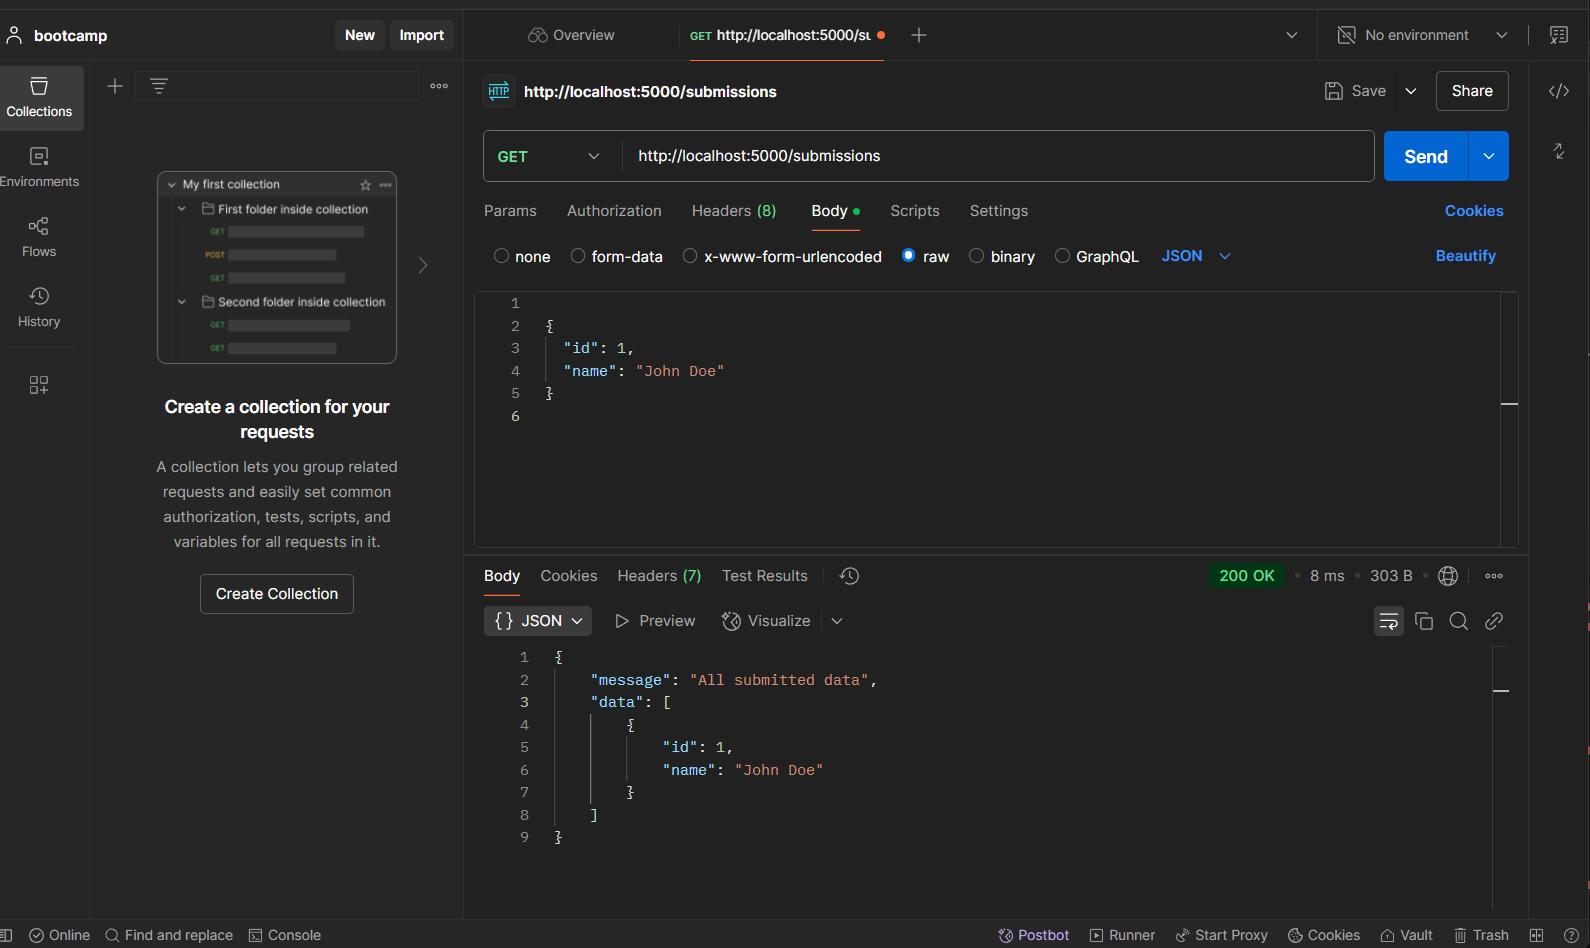 bootcamp
New
Import
Overview
GET http://localhost:5000/su
No environment
Collections
Environments
Flows
History
My first collection
First folder inside collection
GET
POST
GET
Second folder inside collection
GET
GET
Create a collection for your
requests
A collection lets you group related
requests and easily set common
authorization, tests, scripts, and
variables for all requests in it.
Create Collection
HTTP http://localhost:5000/submissions
Save
Share
GET
http://localhost:5000/submissions
Send
Params Authorization Headers (8) Body Scripts Settings
Cookies
none form-data x-www-form-urlencoded raw binary GraphQL JSON
Beautify
1
2 {
3 "id": 1,
4 "name": "John Doe"
5 }
6
Body Cookies Headers (7) Test Results
200 OK • 8 ms • 303 B
{} JSON Preview Visualize
1 {
2 "message": "All submitted data",
3 "data": [
4 {
5 "id": 1,
6 "name": "John Doe"
7 }
8 ]
9 }
Online Find and replace Console
Postbot Runner Start Proxy Cookies Vault Trash